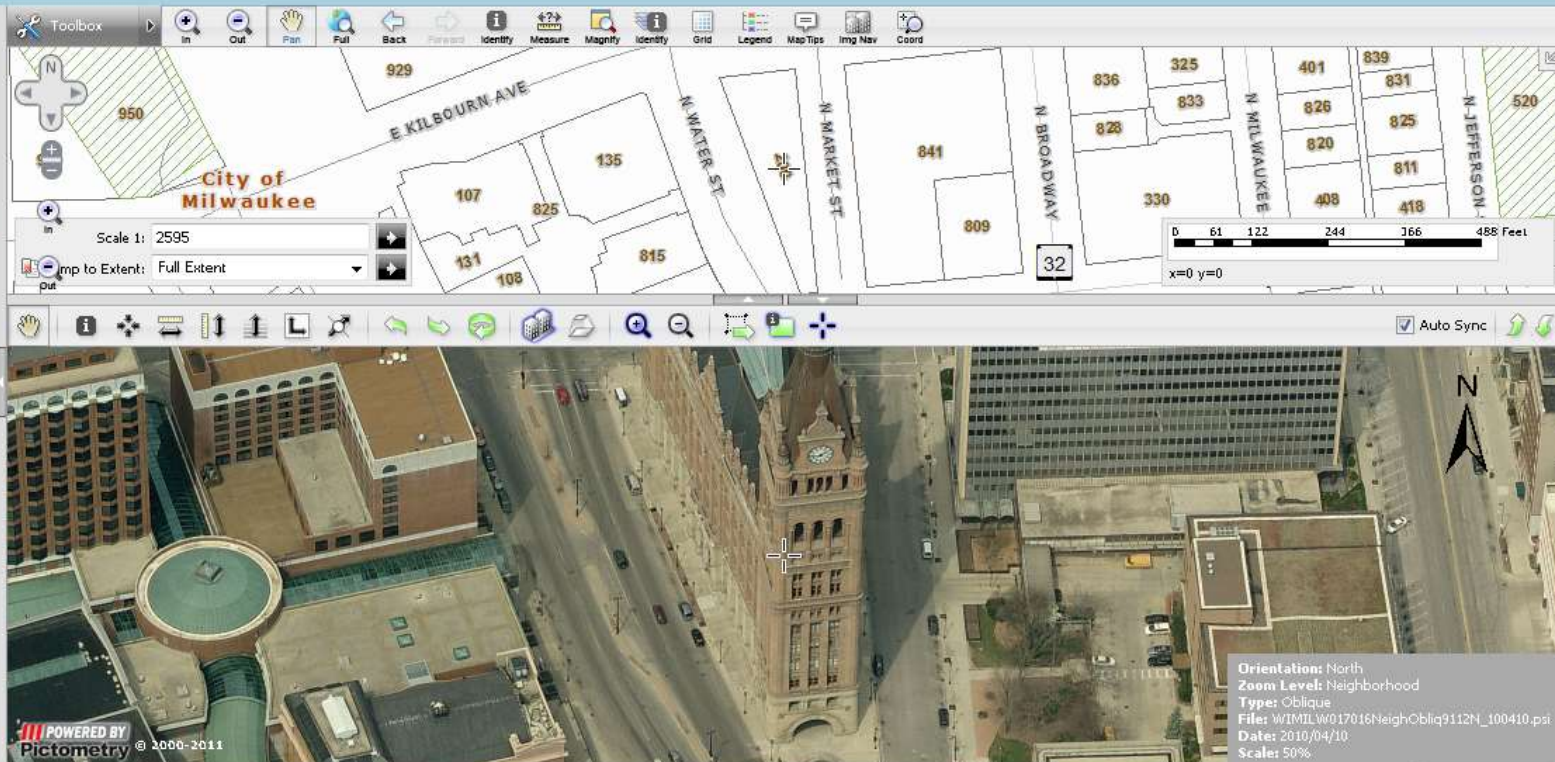 Toolbox
In
Out
Pan
Full
Back
Forward
Identify
Measure
Magnify
Identify
Grid
Legend
MapTips
Img Nav
Coord
N
929
950
E KILBOURN AVE
N WATER ST
N MARKET ST
N BROADWAY
N MILWAUKEE
N JEFFERSON
836
325
833
828
401
826
820
408
839
831
825
811
418
520
841
809
330
135
107
825
131
108
815
City of
Milwaukee
In
Out
Scale 1: 2595
mp to Extent: Full Extent
32
0 61 122 244 366 488 Feet
x=0 y=0
Auto Sync
N
POWERED BY
Pictometry © 2000-2011
Orientation: North
Zoom Level: Neighborhood
Type: Oblique
File: WIMILW017016NeighObliq9112N_100410.psi
Date: 2010/04/10
Scale: 50%